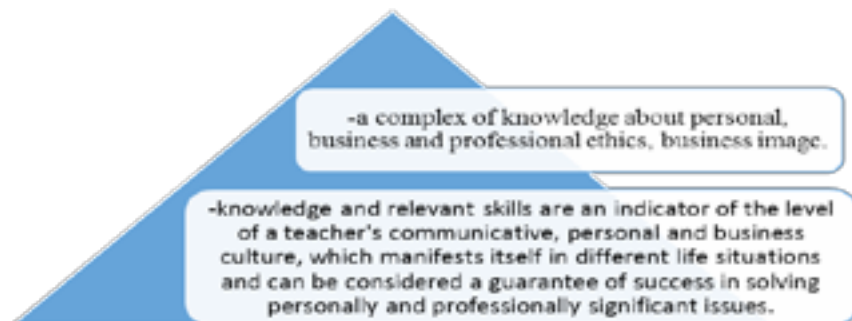 -a complex of knowledge about personal,
business and professional ethics, business image.
-knowledge and relevant skills are an indicator of the level
of a teacher's communicative, personal and business
culture, which manifests itself in different life situations
and can be considered a guarantee of success in solving
personally and professionally significant issues.